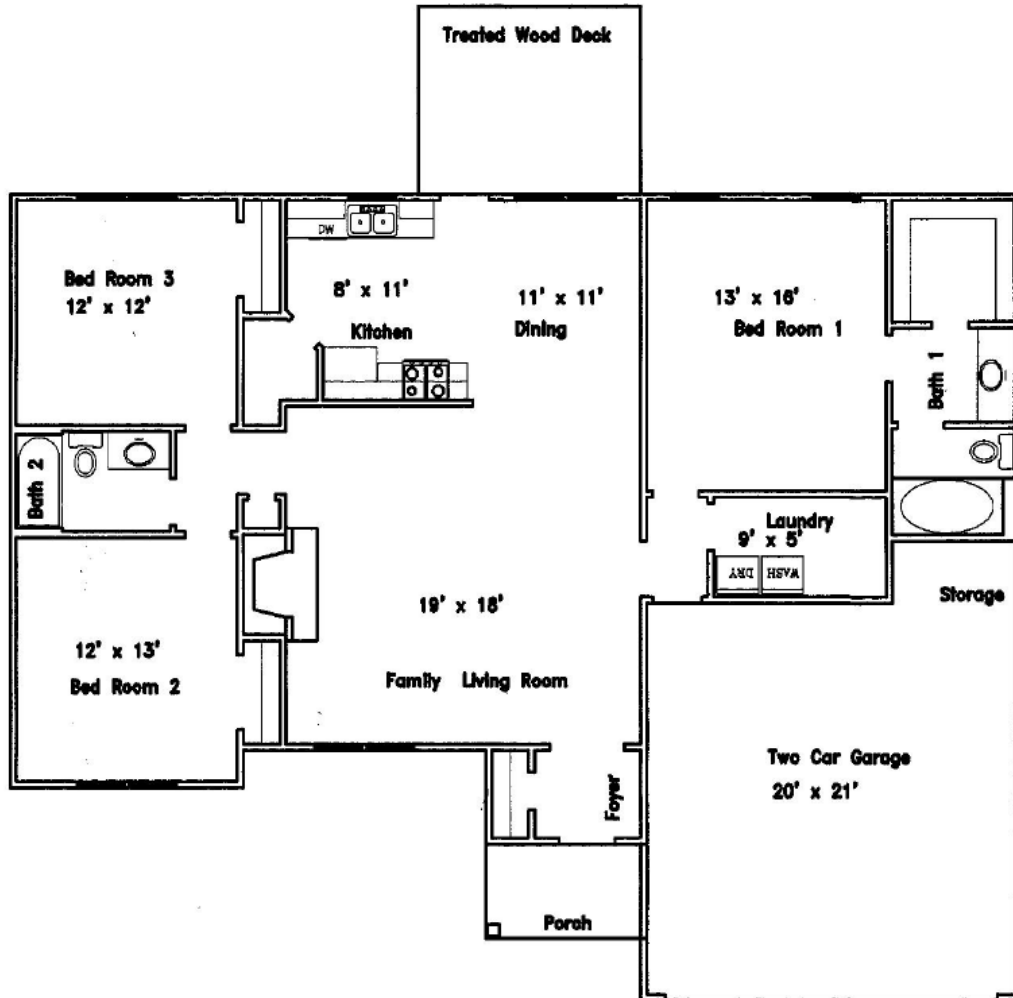 Treated Wood Deck
Bed Room 3
12' x 12'
DW
8' x 11'
Kitchen
11' x 11'
Dining
13' x 16'
Bed Room 1
Bath 1
Bath 2
Laundry
9' x 5'
DRY
WASH
Storage
12' x 13'
Bed Room 2
19' x 18'
Family Living Room
Two Car Garage
20' x 21'
Foyer
Porch